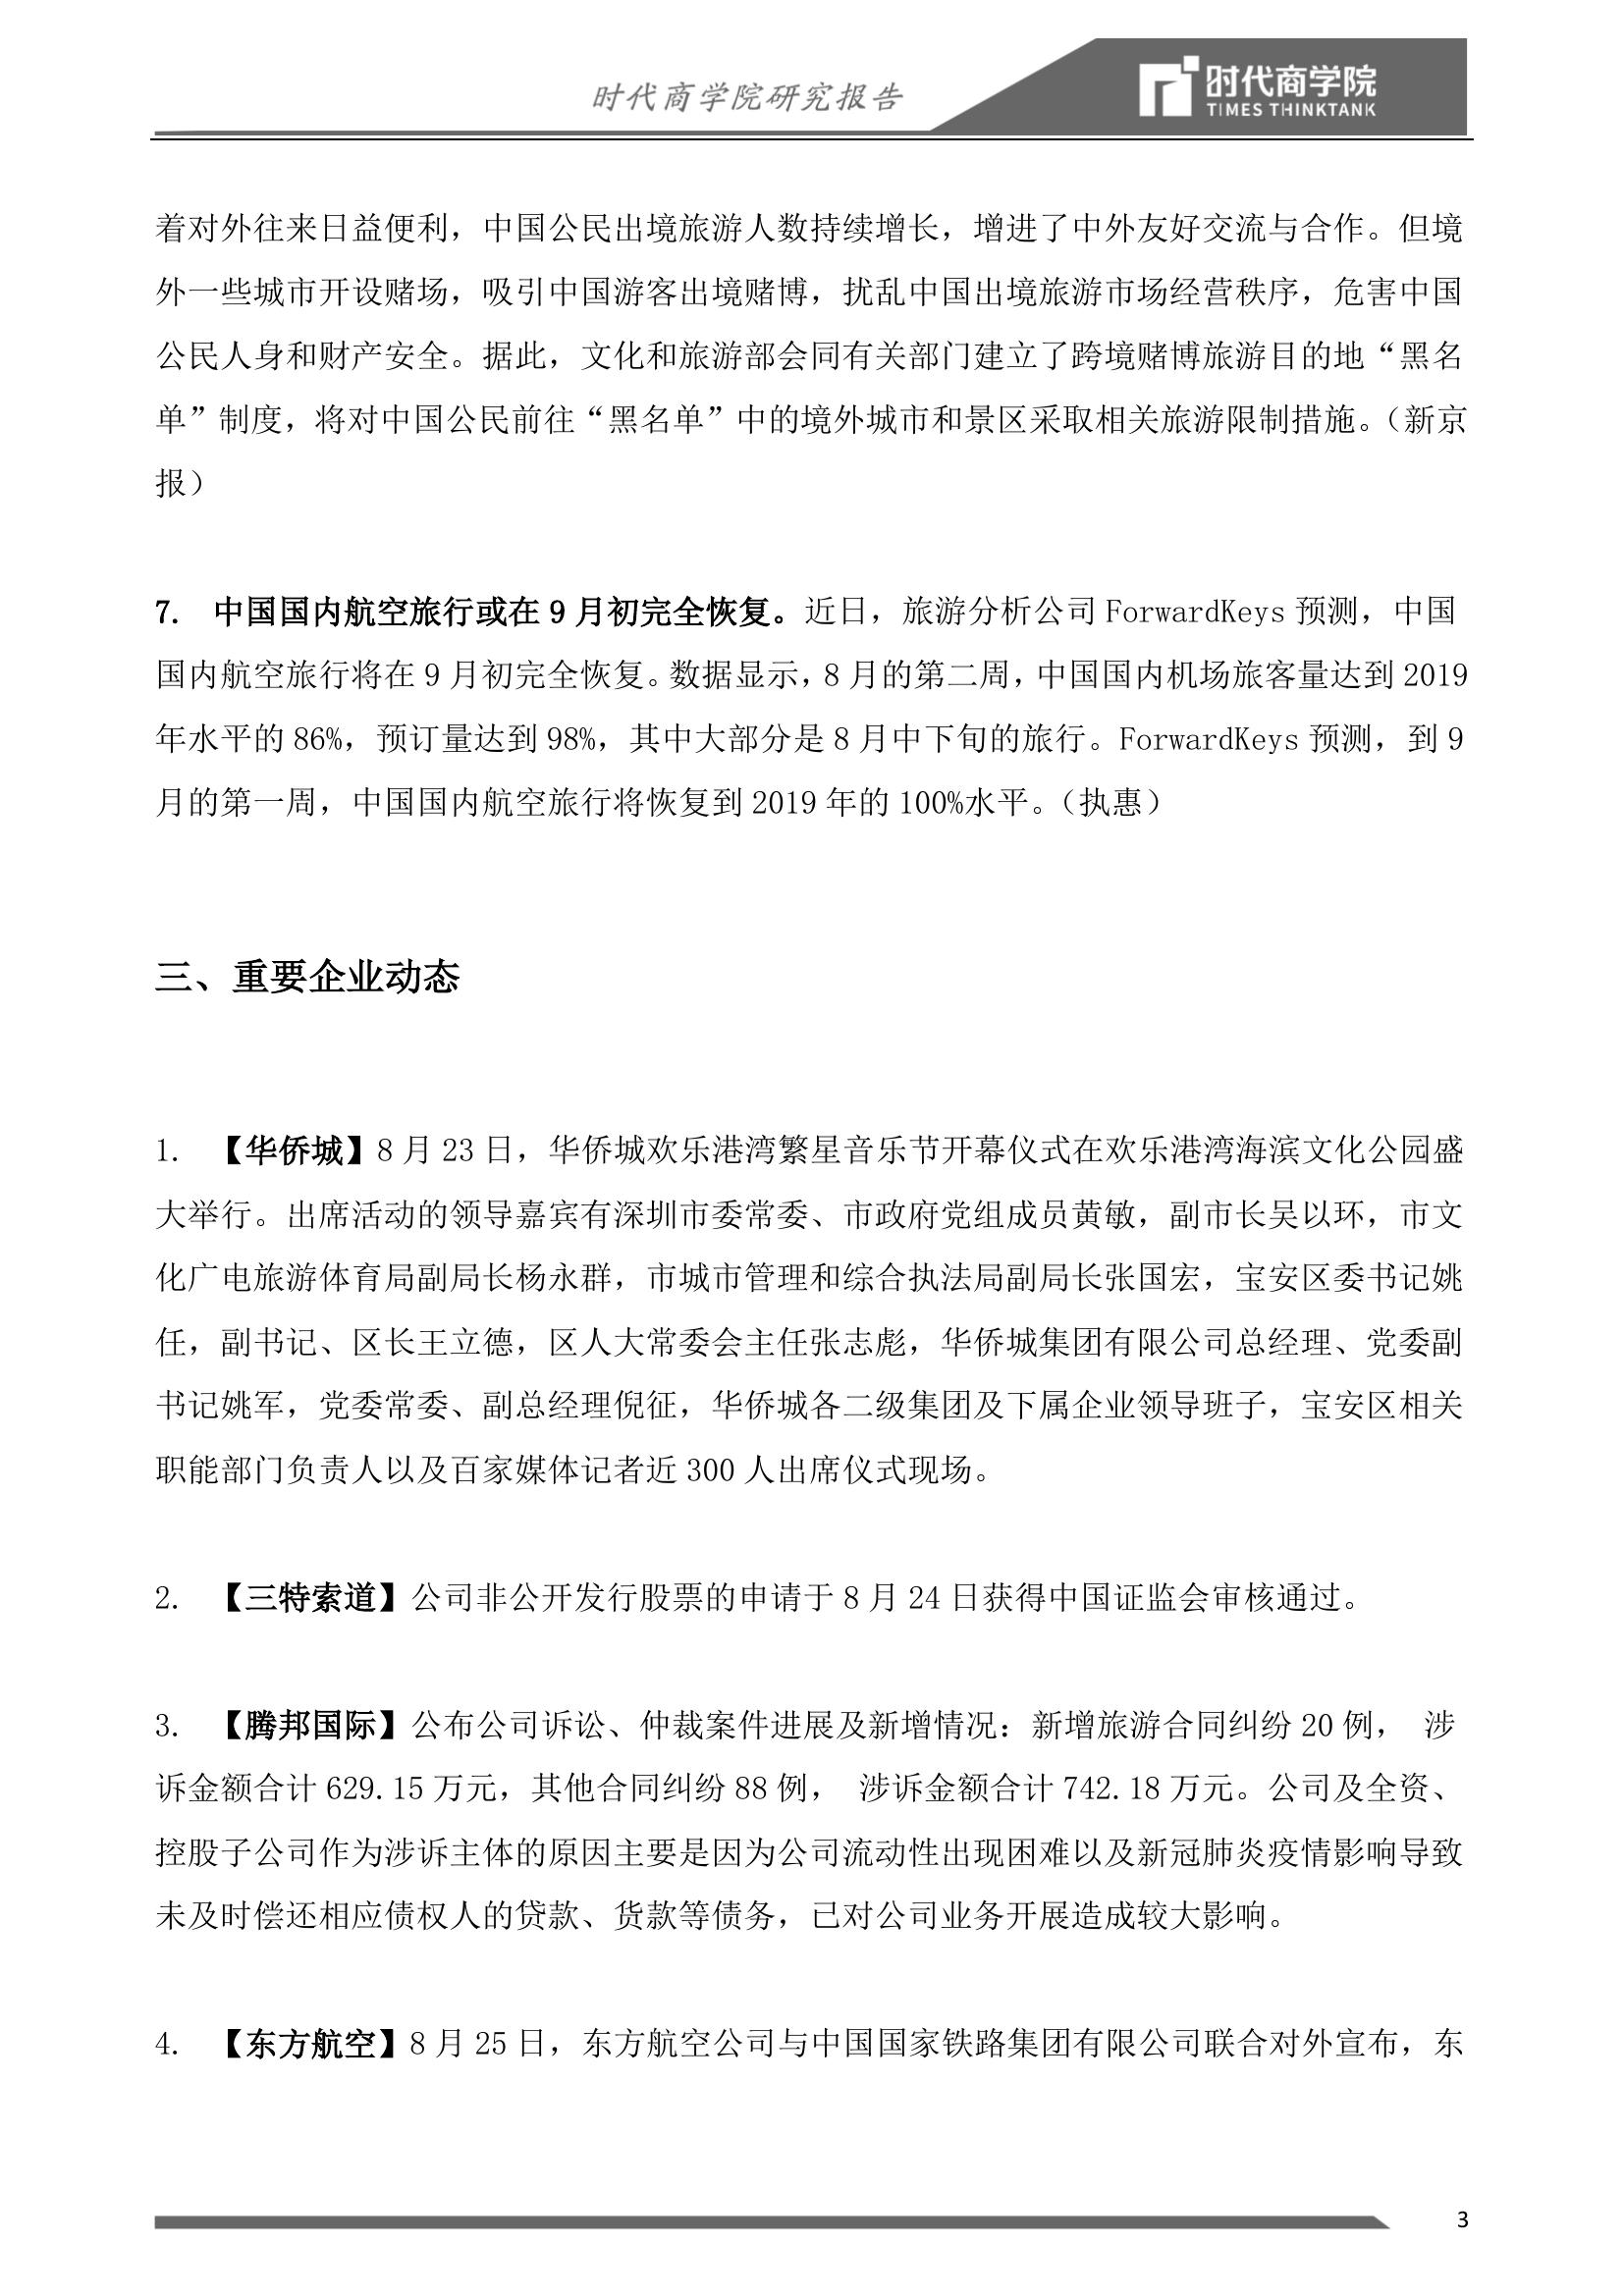 时代商学院研究报告
时代商学院
TIMES THINKTANK
着对外往来日益便利，中国公民出境旅游人数持续增长，增进了中外友好交流与合作。但境
外一些城市开设赌场，吸引中国游客出境赌博，扰乱中国出境旅游市场经营秩序，危害中国
公民人身和财产安全。据此，文化和旅游部会同有关部门建立了跨境赌博旅游目的地“黑名
单”制度，将对中国公民前往“黑名单”中的境外城市和景区采取相关旅游限制措施。（新京
报）
7. 中国国内航空旅行或在 9 月初完全恢复。近日，旅游分析公司 ForwardKeys 预测，中国
国内航空旅行将在 9 月初完全恢复。数据显示，8 月的第二周，中国国内机场旅客量达到 2019
年水平的 86%，预订量达到 98%，其中大部分是 8 月中下旬的旅行。ForwardKeys 预测，到 9
月的第一周，中国国内航空旅行将恢复到 2019 年的 100%水平。（执惠）
三、重要企业动态
1. 【华侨城】8 月 23 日，华侨城欢乐港湾繁星音乐节开幕仪式在欢乐港湾海滨文化公园盛
大举行。出席活动的领导嘉宾有深圳市委常委、市政府党组成员黄敏，副市长吴以环，市文
化广电旅游体育局副局长杨永群，市城市管理和综合执法局副局长张国宏，宝安区委书记姚
任，副书记、区长王立德，区人大常委会主任张志彪，华侨城集团有限公司总经理、党委副
书记姚军，党委常委、副总经理倪征，华侨城各二级集团及下属企业领导班子，宝安区相关
职能部门负责人以及百家媒体记者近 300 人出席仪式现场。
2. 【三特索道】公司非公开发行股票的申请于 8 月 24 日获得中国证监会审核通过。
3. 【腾邦国际】公布公司诉讼、仲裁案件进展及新增情况：新增旅游合同纠纷 20 例， 涉
诉金额合计 629.15 万元，其他合同纠纷 88 例， 涉诉金额合计 742.18 万元。公司及全资、
控股子公司作为涉诉主体的原因主要是因为公司流动性出现困难以及新冠肺炎疫情影响导致
未及时偿还相应债权人的贷款、货款等债务，已对公司业务开展造成较大影响。
4. 【东方航空】8 月 25 日，东方航空公司与中国国家铁路集团有限公司联合对外宣布，东
3